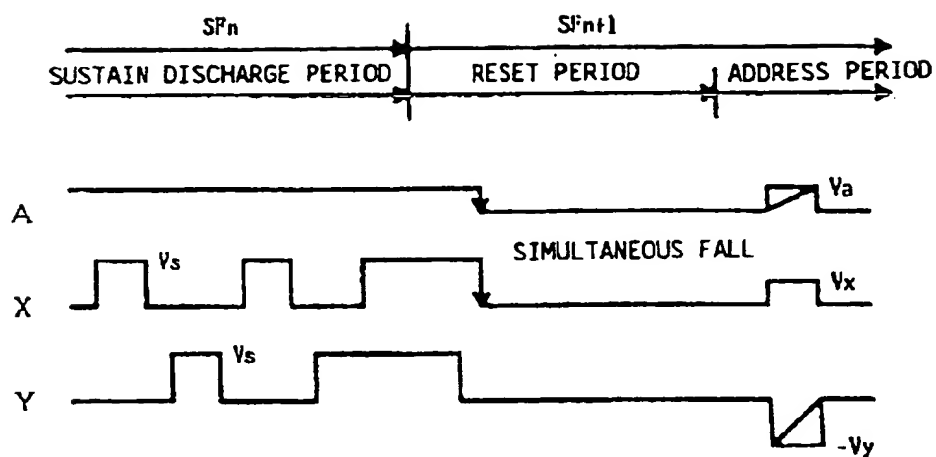 SFn SFn+1
SUSTAIN DISCHARGE PERIOD RESET PERIOD ADDRESS PERIOD
A Va
SIMULTANEOUS FALL
X Vs Vx
Y Vs
-Vy